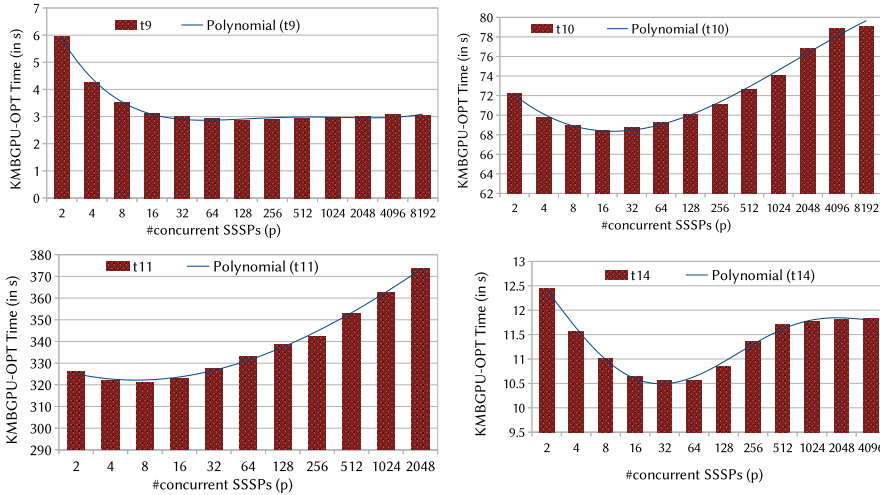 t9 Polynomial (t9)
KMBGPU-OPT Time (in s)
7
6
5
4
3
2
1
0
2 4 8 16 32 64 128 256 512 1024 2048 4096 8192
#concurrent SSSPs (p)
t10 Polynomial (t10)
KMBGPU-OPT Time (in s)
80
78
76
74
72
70
68
66
64
62
2 4 8 16 32 64 128 256 512 1024 2048 4096 8192
#concurrent SSSPs (p)
t11 Polynomial (t11)
KMBGPU-OPT Time (in s)
380
370
360
350
340
330
320
310
300
290
2 4 8 16 32 64 128 256 512 1024 2048
#concurrent SSSPs (p)
t14 Polynomial (t14)
KMBGPU-OPT Time (in s)
13
12.5
12
11.5
11
10.5
10
9.5
2 4 8 16 32 64 128 256 512 1024 2048 4096
#concurrent SSSPs (p)